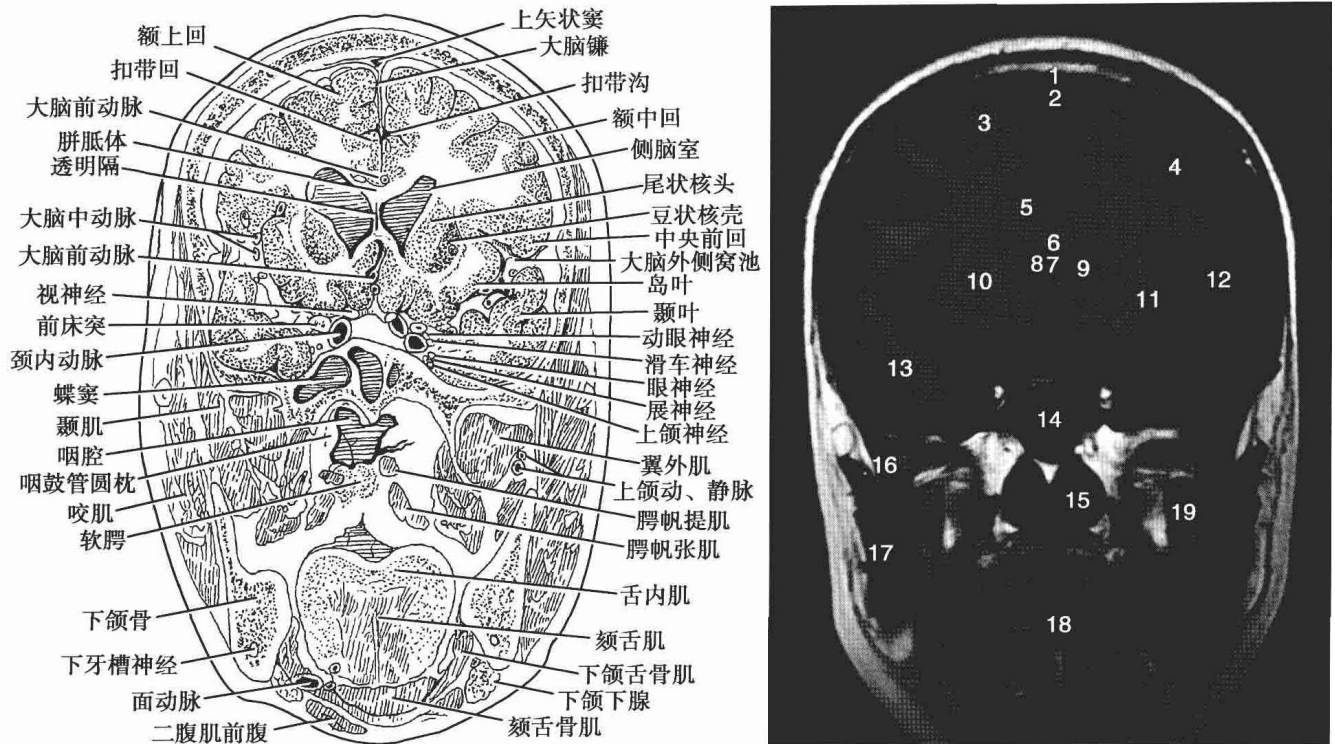 额上回
扣带回
大脑前动脉
胼胝体
透明隔
大脑中动脉
大脑前动脉
视神经
前床突
颈内动脉
蝶窦
颞肌
咽腔
咽鼓管圆枕
咬肌
软腭
下颌骨
下牙槽神经
面动脉
二腹肌前腹
上矢状窦
大脑镰
扣带沟
额中回
侧脑室
尾状核头
豆状核壳
中央前回
大脑外侧窝池
岛叶
颞叶
动眼神经
滑车神经
眼神经
展神经
上颌神经
翼外肌
上颌动、静脉
腭帆提肌
腭帆张肌
舌内肌
颏舌肌
下颌舌骨肌
下颌下腺
颏舌骨肌
1
2
3
4
5
6
8 7 9
10
11
12
13
14
15
16
17
18
19